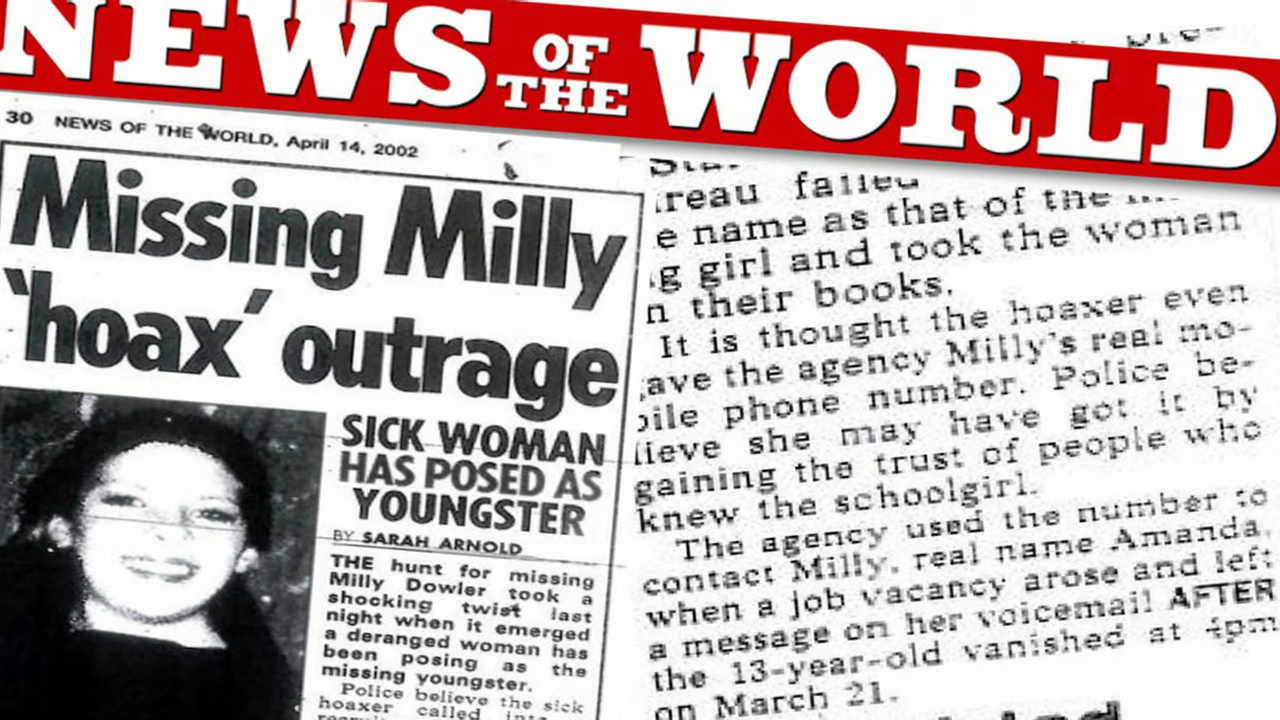 NEWS OF THE WORLD
30 NEWS OF THE WORLD, April 14, 2002
Missing Milly
'hoax' outrage
SICK WOMAN
HAS POSED AS
YOUNGSTER
BY SARAH ARNOLD
THE hunt for missing
Milly Dowler took a
shocking twist last
night when it emerged
a deranged woman has
been posing as the
missing youngster.
Police believe the sick
hoaxer called into
reau failed
e name as that of the
g girl and took the woman
n their books.
It is thought the hoaxer even
ave the agency Milly's real mo-
bile phone number. Police be-
lieve she may have got it by
gaining the trust of people who
knew the schoolgirl.
The agency used the number to
contact Milly, real name Amanda,
when a job vacancy arose and left
a message on her voicemail AFTER
the 13-year-old vanished at 4pm
on March 21.